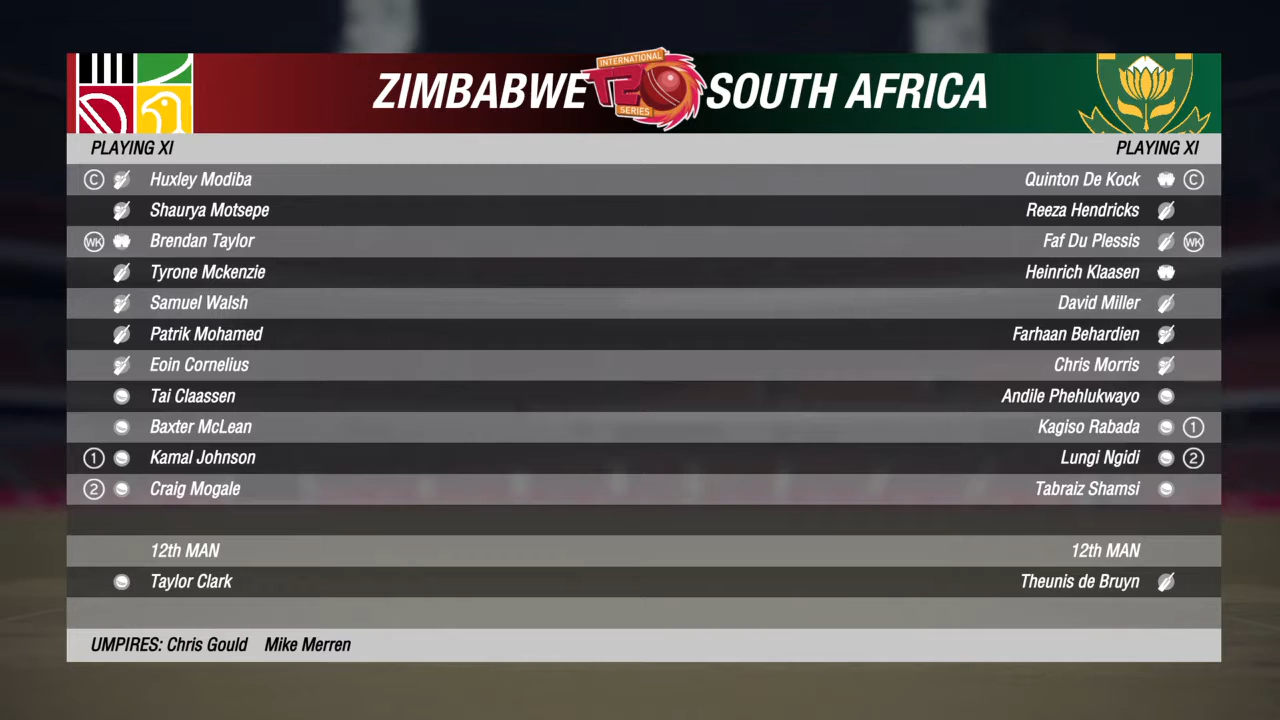 ZIMBABWE INTERNATIONAL T20 SERIES SOUTH AFRICA
PLAYING XI PLAYING XI
C Huxley Modiba Quinton De Kock C
Shaurya Motsepe Reeza Hendricks
WK Brendan Taylor Faf Du Plessis WK
Tyrone Mckenzie Heinrich Klaasen
Samuel Walsh David Miller
Patrik Mohamed Farhaan Behardien
Eoin Cornelius Chris Morris
Tai Claassen Andile Phehlukwayo
Baxter McLean Kagiso Rabada 1
1 Kamal Johnson Lungi Ngidi 2
2 Craig Mogale Tabraiz Shamsi
12th MAN 12th MAN
Taylor Clark Theunis de Bruyn
UMPIRES: Chris Gould Mike Merren